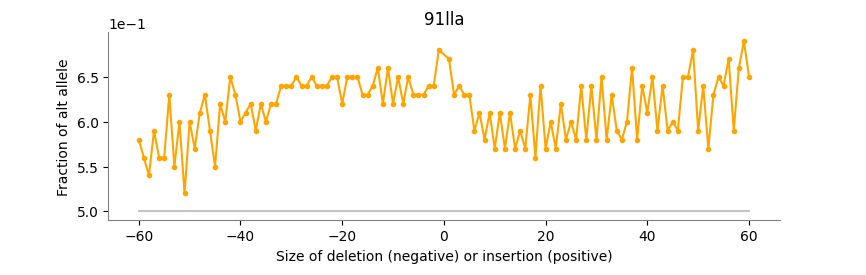 91lla
1e−1
Fraction of alt allele
6.5
6.0
5.5
5.0
−60
−40
−20
0
20
40
60
Size of deletion (negative) or insertion (positive)